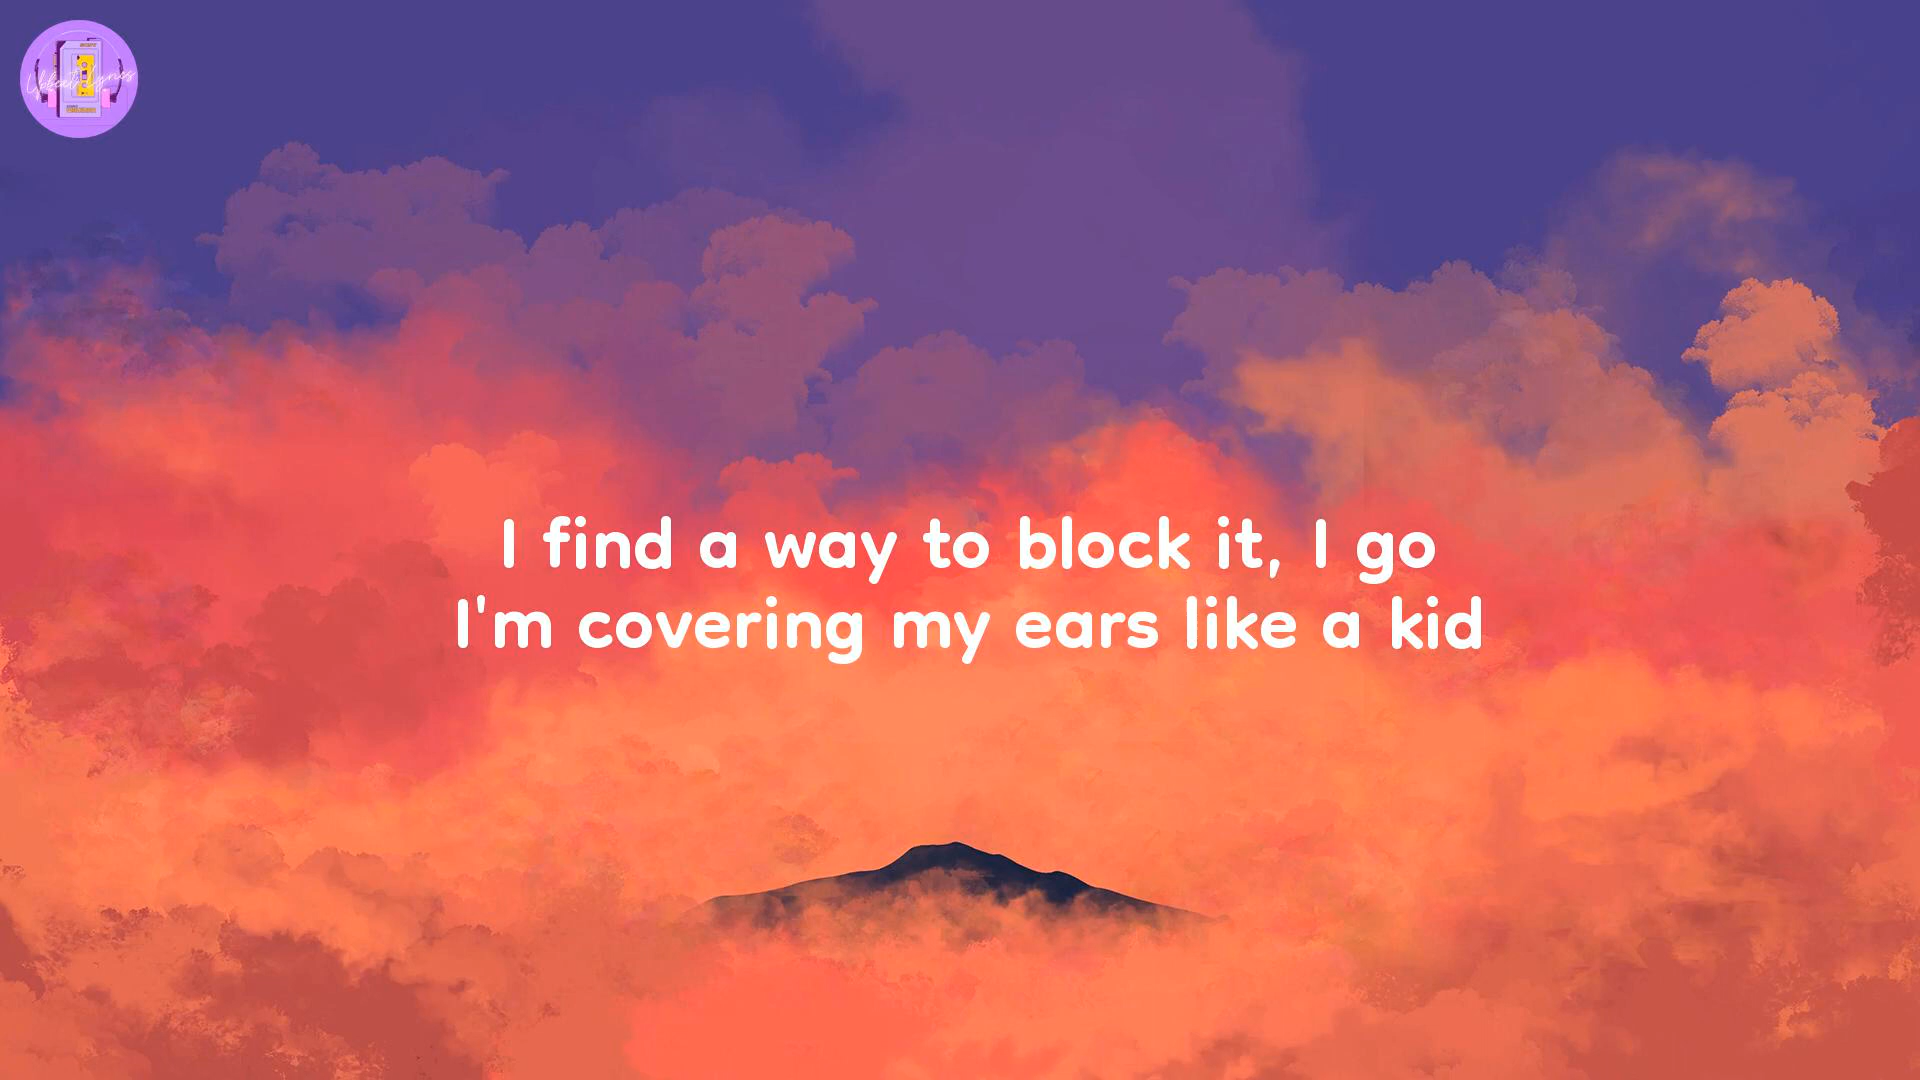 I find a way to block it, I go
I'm covering my ears like a kid